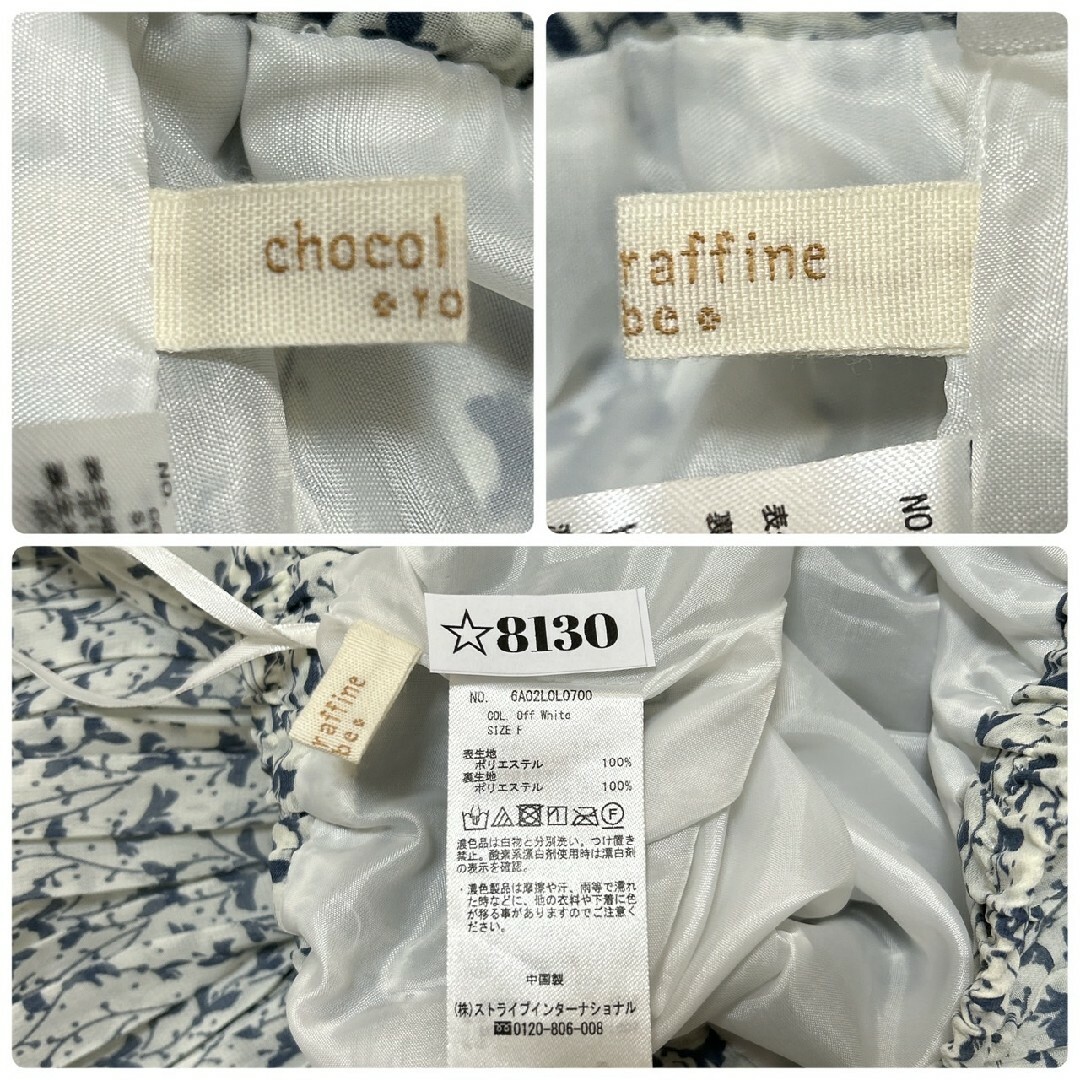 chocol
ro
raffine
be
NO
☆8130
raffine
be
NO. 6A02L0L0700
COL. Off White
SIZE F
表生地
ポリエステル 100%
裏生地
ポリエステル 100%
濃色品は白物と分別洗い。つけ置き
禁止。酸素系漂白剤使用時は漂白剤
の表示を確認。
・濃色製品は摩擦や汗、雨等で濡れ
た時などに、他の衣料や下着に色
が移る事がありますのでご注意く
ださい。
中国製
(株)ストライプインターナショナル
☎0120-806-008